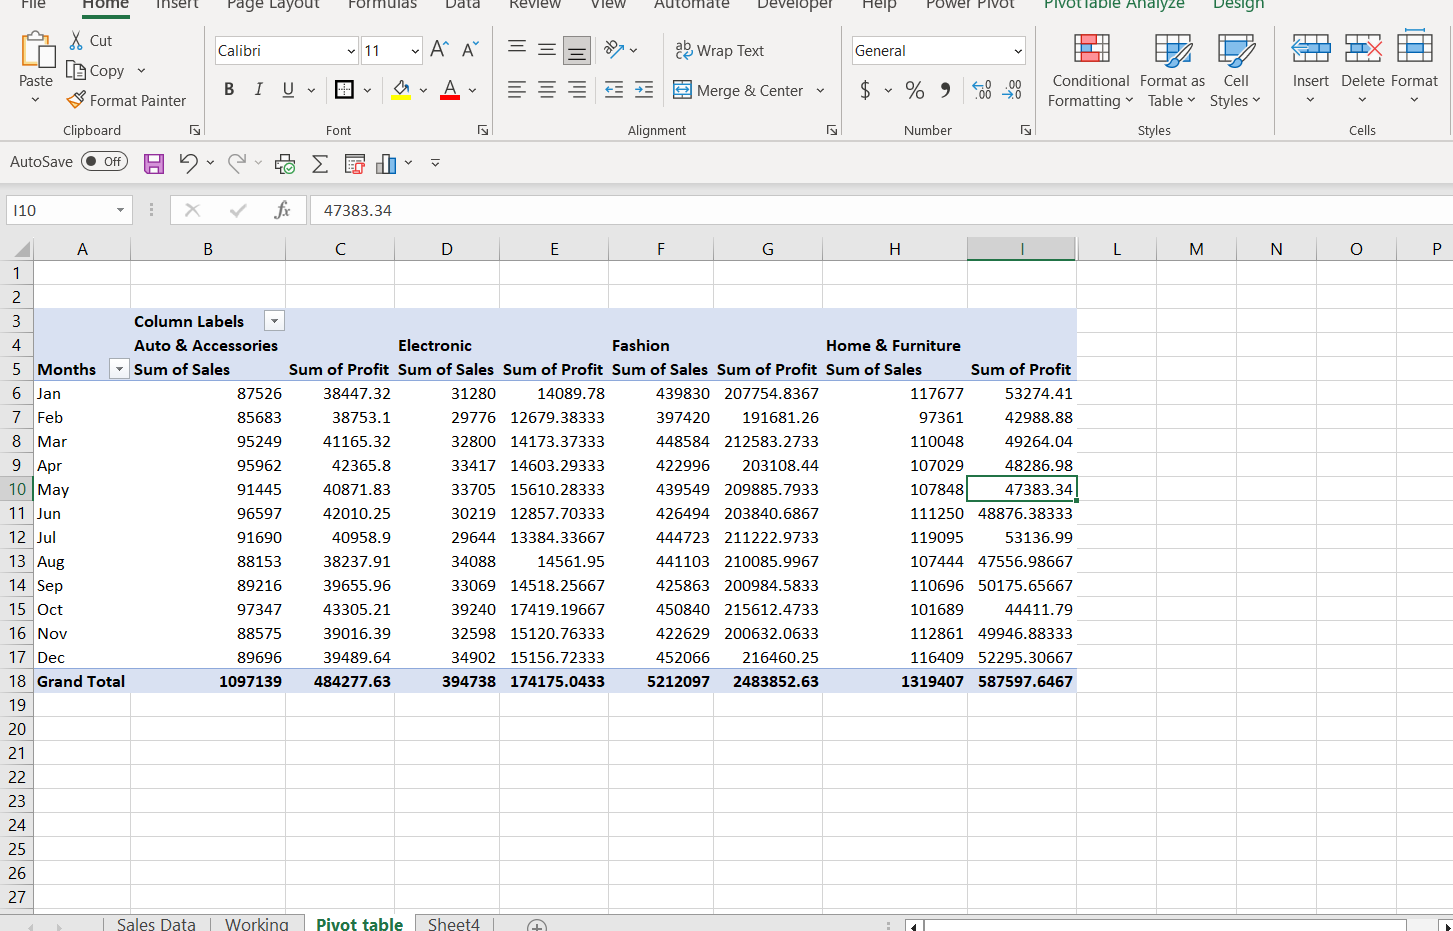 File Home Insert Page Layout Formulas Data Review View Automate Developer Help Power Pivot PivotTable Analyze Design
Paste Cut Copy Format Painter
Calibri 11 B I U A
Wrap Text Merge & Center
General $ % 9
Conditional Formatting Format as Table Cell Styles
Insert Delete Format
Clipboard Font Alignment Number Styles Cells
AutoSave Off
I10 fx 47383.34
A B C D E F G H I L M N O P
1
2
3 Column Labels
4 Auto & Accessories Electronic Fashion Home & Furniture
5 Months Sum of Sales Sum of Profit Sum of Sales Sum of Profit Sum of Sales Sum of Profit Sum of Sales Sum of Profit
6 Jan 87526 38447.32 31280 14089.78 439830 207754.8367 117677 53274.41
7 Feb 85683 38753.1 29776 12679.38333 397420 191681.26 97361 42988.88
8 Mar 95249 41165.32 32800 14173.37333 448584 212583.2733 110048 49264.04
9 Apr 95962 42365.8 33417 14603.29333 422996 203108.44 107029 48286.98
10 May 91445 40871.83 33705 15610.28333 439549 209885.7933 107848 47383.34
11 Jun 96597 42010.25 30219 12857.70333 426494 203840.6867 111250 48876.38333
12 Jul 91690 40958.9 29644 13384.33667 444723 211222.9733 119095 53136.99
13 Aug 88153 38237.91 34088 14561.95 441103 210085.9967 107444 47556.98667
14 Sep 89216 39655.96 33069 14518.25667 425863 200984.5833 110696 50175.65667
15 Oct 97347 43305.21 39240 17419.19667 450840 215612.4733 101689 44411.79
16 Nov 88575 39016.39 32598 15120.76333 422629 200632.0633 112861 49946.88333
17 Dec 89696 39489.64 34902 15156.72333 452066 216460.25 116409 52295.30667
18 Grand Total 1097139 484277.63 394738 174175.0433 5212097 2483852.63 1319407 587597.6467
19
20
21
22
23
24
25
26
27
Sales Data Working Pivot table Sheet4